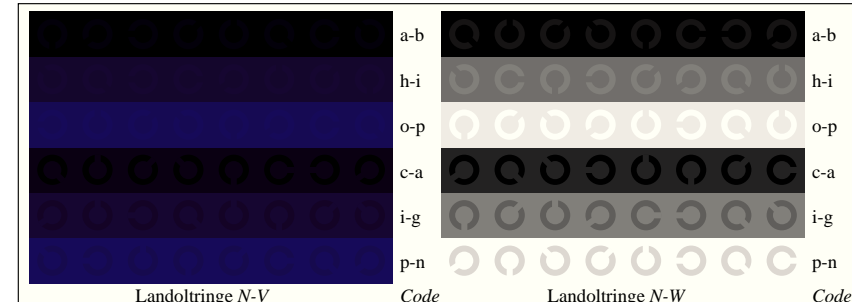 a-b a-b
h-i h-i
o-p o-p
c-a c-a
i-g i-g
p-n p-n
Landoltringe N-V Code Landoltringe N-W Code